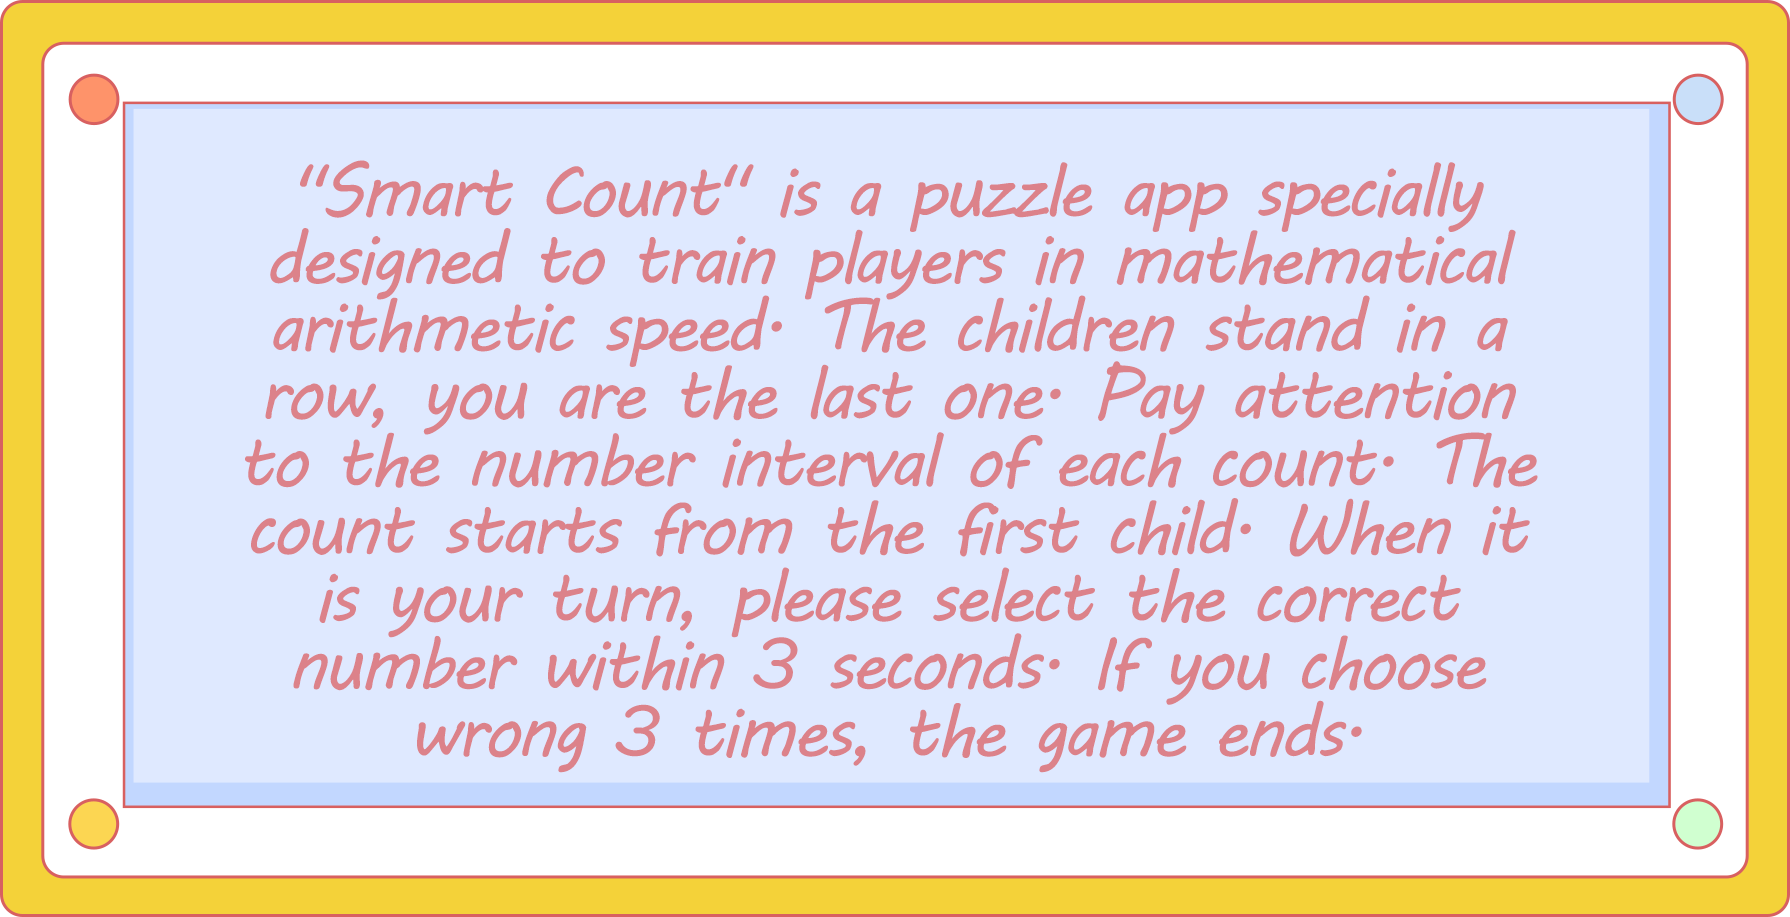 “Smart Count“ is a puzzle app specially
designed to train players in mathematical
arithmetic speed. The children stand in a
row, you are the last one. Pay attention
to the number interval of each count. The
count starts from the first child. When it
is your turn, please select the correct
number within 3 seconds. If you choose
wrong 3 times, the game ends.